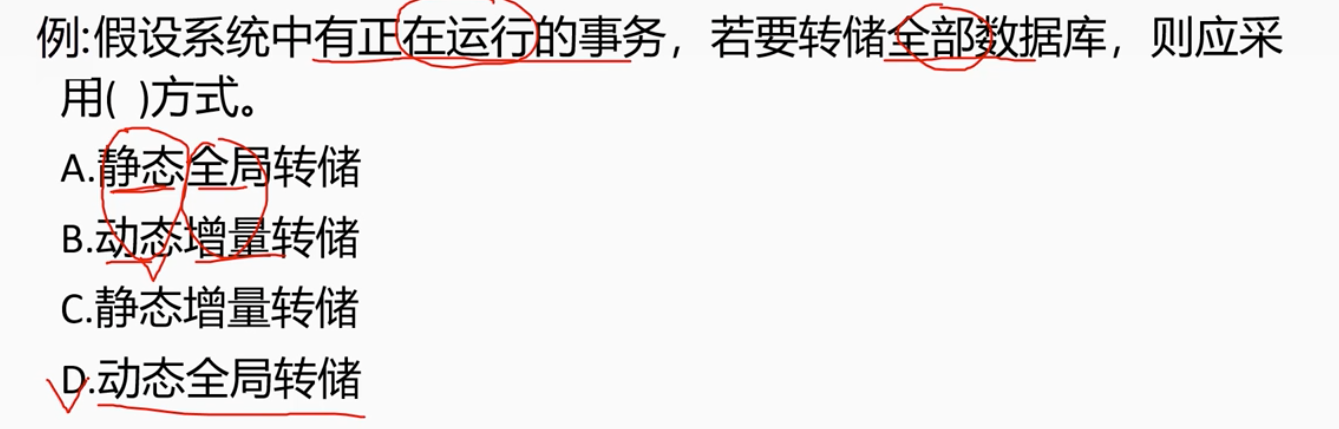 例:假设系统中有正在运行的事务，若要转储全部数据库，则应采
用( )方式。
A.静态全局转储
B.动态增量转储
C.静态增量转储
D.动态全局转储